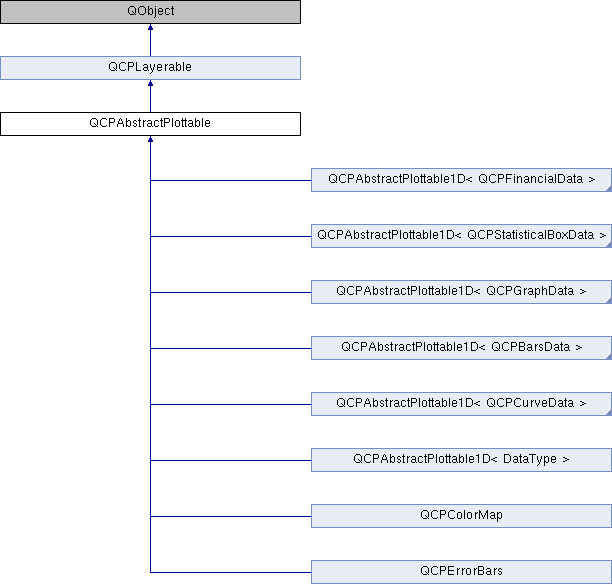 QObject
QCPLayerable
QCPAbstractPlottable
QCPAbstractPlottable1D< QCPFinancialData >
QCPAbstractPlottable1D< QCPStatisticalBoxData >
QCPAbstractPlottable1D< QCPGraphData >
QCPAbstractPlottable1D< QCPBarsData >
QCPAbstractPlottable1D< QCPCurveData >
QCPAbstractPlottable1D< DataType >
QCPColorMap
QCPErrorBars